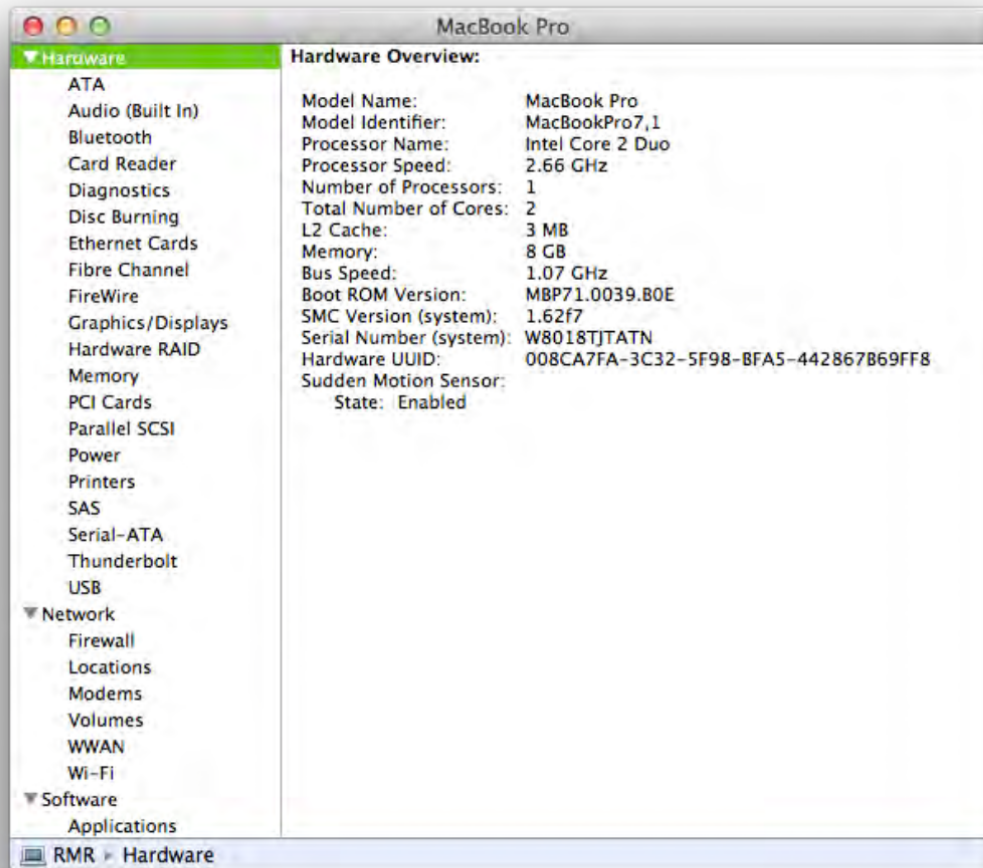 MacBook Pro
Hardware
ATA
Audio (Built In)
Bluetooth
Card Reader
Diagnostics
Disc Burning
Ethernet Cards
Fibre Channel
FireWire
Graphics/Displays
Hardware RAID
Memory
PCI Cards
Parallel SCSI
Power
Printers
SAS
Serial-ATA
Thunderbolt
USB
Network
Firewall
Locations
Modems
Volumes
WWAN
Wi-Fi
Software
Applications
Hardware Overview:
Model Name: MacBook Pro
Model Identifier: MacBookPro7,1
Processor Name: Intel Core 2 Duo
Processor Speed: 2.66 GHz
Number of Processors: 1
Total Number of Cores: 2
L2 Cache: 3 MB
Memory: 8 GB
Bus Speed: 1.07 GHz
Boot ROM Version: MBP71.0039.B0E
SMC Version (system): 1.62f7
Serial Number (system): W8018TJTATN
Hardware UUID: 008CA7FA-3C32-5F98-BFA5-442867B69FF8
Sudden Motion Sensor:
State: Enabled
RMR ▸ Hardware